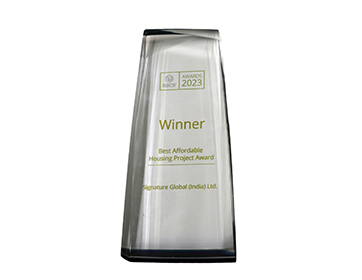 AWARDS
2023
Winner
Best Affordable
Housing Project Award
Signature Global (India) Ltd.